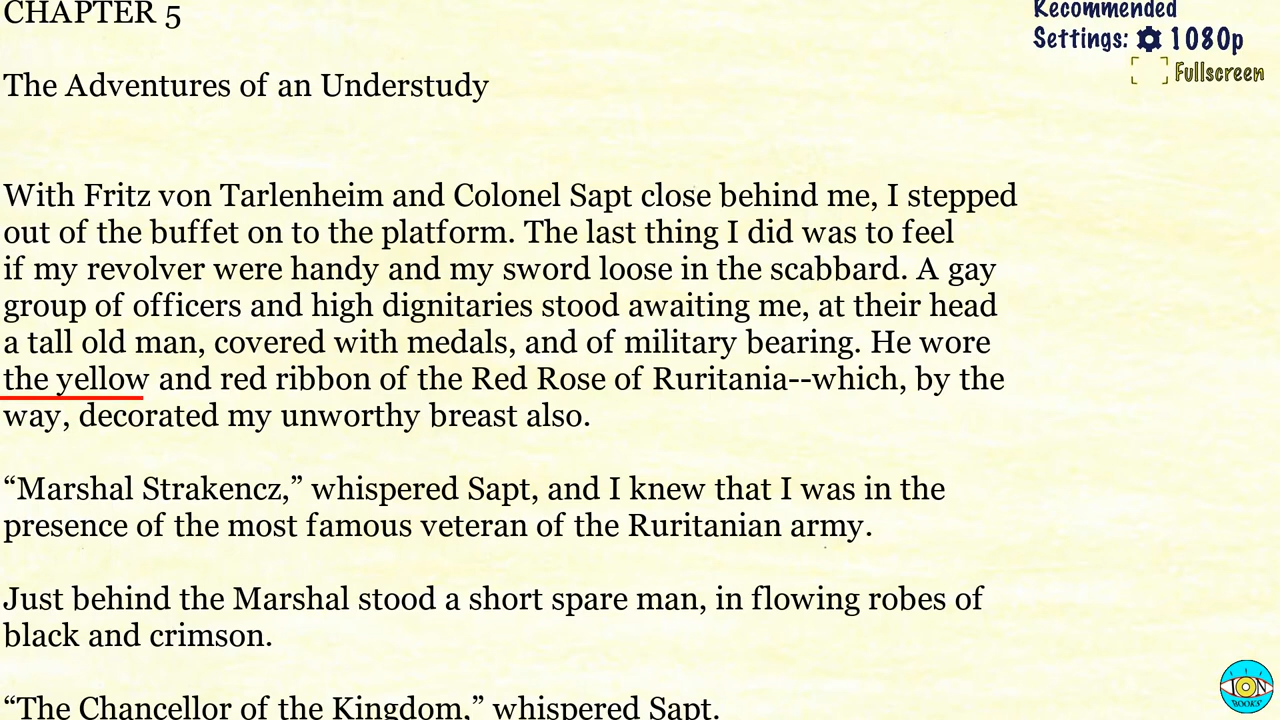 CHAPTER 5
Recommended
Settings: 1080p
Fullscreen
The Adventures of an Understudy
With Fritz von Tarlenheim and Colonel Sapt close behind me, I stepped
out of the buffet on to the platform. The last thing I did was to feel
if my revolver were handy and my sword loose in the scabbard. A gay
group of officers and high dignitaries stood awaiting me, at their head
a tall old man, covered with medals, and of military bearing. He wore
the yellow and red ribbon of the Red Rose of Ruritania--which, by the
way, decorated my unworthy breast also.
“Marshal Strakencz,” whispered Sapt, and I knew that I was in the
presence of the most famous veteran of the Ruritanian army.
Just behind the Marshal stood a short spare man, in flowing robes of
black and crimson.
“The Chancellor of the Kingdom,” whispered Sapt.
ION
BOOKS